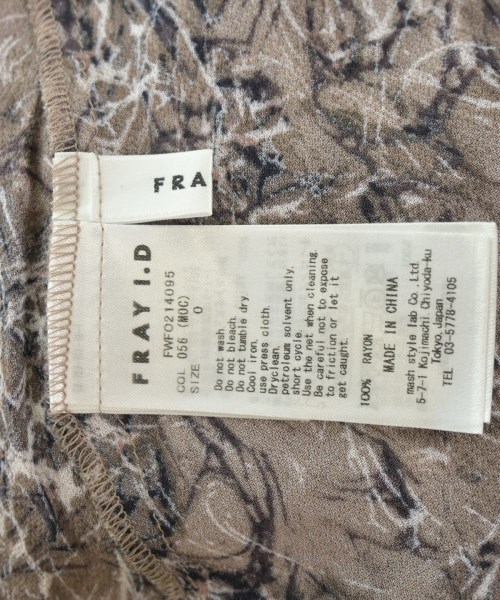 FRA
FRAY I.D
FWFO214095
COL 056 (MOC)
SIZE 0
Do not wash.
Do not bleach.
Do not tumble dry
Cool iron.
use press cloth.
Dryclean.
petroleum solvent only.
short cycle.
Use the net when cleaning.
Be careful not to expose
to friction or let it
get caught.
100% RAYON
MADE IN CHINA
mash style lab Co .,Ltd.
5-7-1 Kojimachi,Chiyoda-ku
Tokyo,Japan
TEL 03-5778-4105